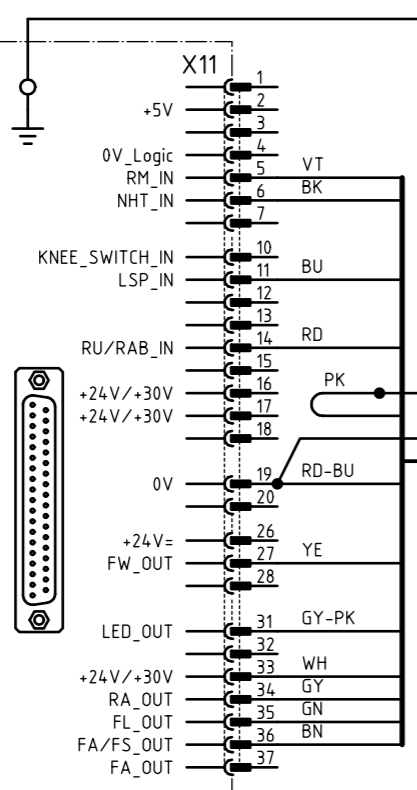 X11
1
+5V 2
3
0V_Logic 4
RM_IN 5 VT
NHT_IN 6 BK
7
KNEE_SWITCH_IN 10
LSP_IN 11 BU
12
13
RU/RAB_IN 14 RD
15
+24V/+30V 16 PK
+24V/+30V 17
18
0V 19 RD-BU
20
+24V= 26
FW_OUT 27 YE
28
LED_OUT 31 GY-PK
32
+24V/+30V 33 WH
RA_OUT 34 GY
FL_OUT 35 GN
FA/FS_OUT 36 BN
FA_OUT 37